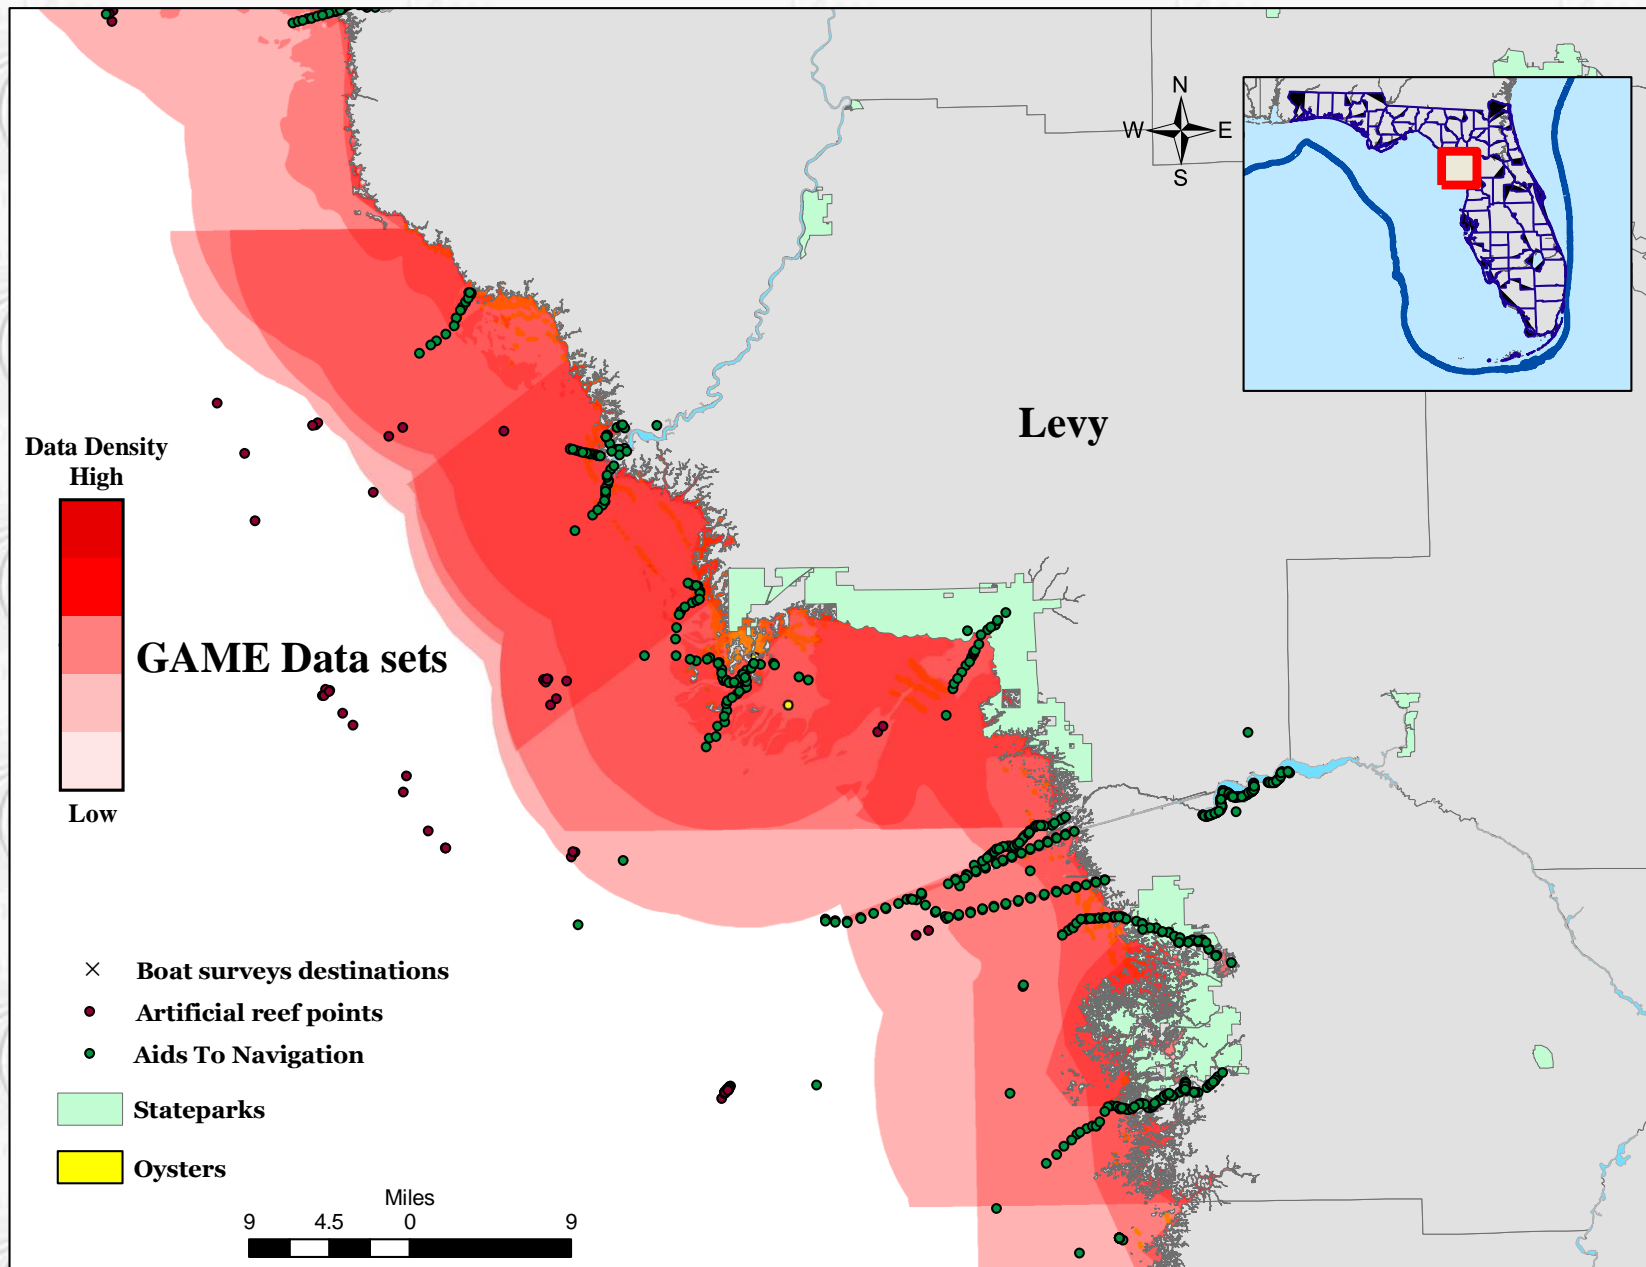 N
W E
S
Levy
Data Density
High
GAME Data sets
Low
Boat surveys destinations
Artificial reef points
Aids To Navigation
Stateparks
Oysters
Miles
9 4.5 0 9